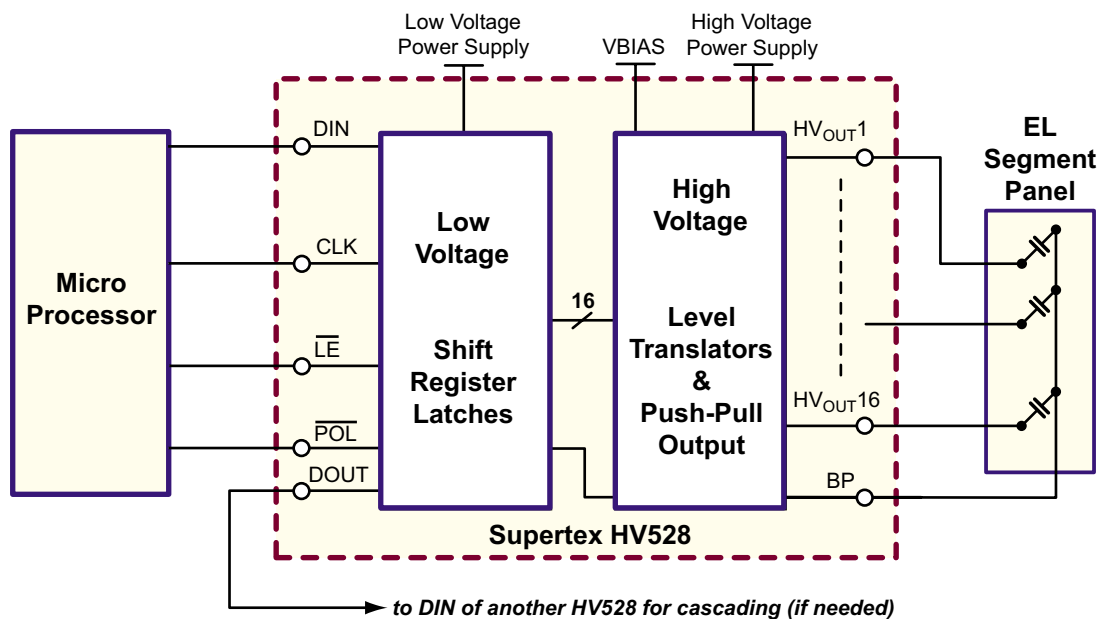 Low Voltage
Power Supply
VBIAS
High Voltage
Power Supply
Micro
Processor
DIN
CLK
L̅E̅
P̅O̅L̅
DOUT
Low
Voltage
Shift
Register
Latches
16
High
Voltage
Level
Translators
&
Push-Pull
Output
HVOUT1
HVOUT16
BP
EL
Segment
Panel
Supertex HV528
to DIN of another HV528 for cascading (if needed)